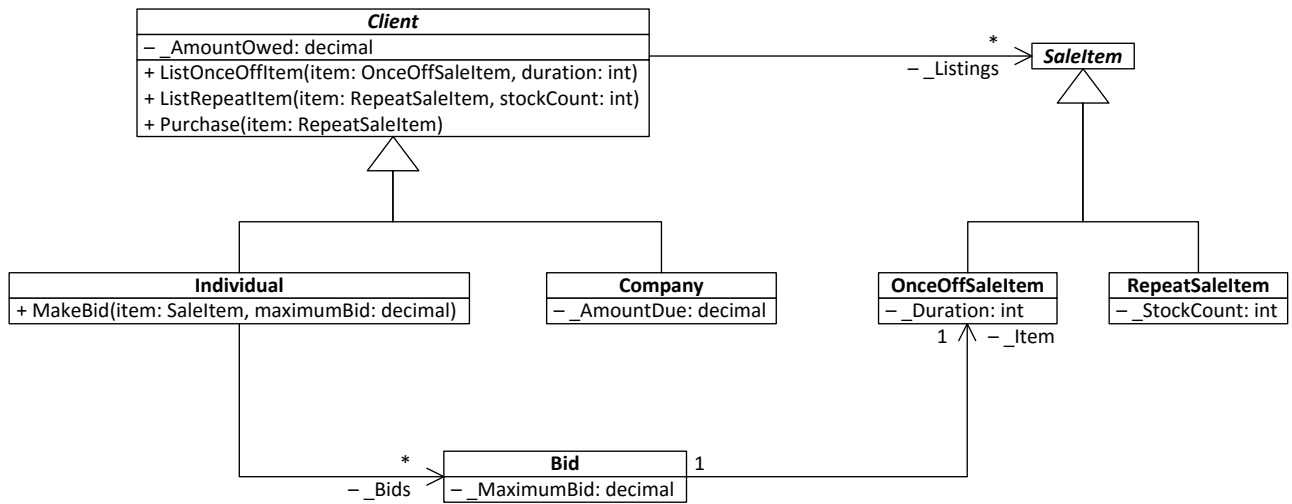 Client
– _AmountOwed: decimal
+ ListOnceOffItem(item: OnceOffSaleItem, duration: int)
+ ListRepeatItem(item: RepeatSaleItem, stockCount: int)
+ Purchase(item: RepeatSaleItem)
*
– _Listings
SaleItem
Individual
+ MakeBid(item: SaleItem, maximumBid: decimal)
Company
– _AmountDue: decimal
OnceOffSaleItem
– _Duration: int
RepeatSaleItem
– _StockCount: int
1
– _Item
*
– _Bids
Bid
– _MaximumBid: decimal
1